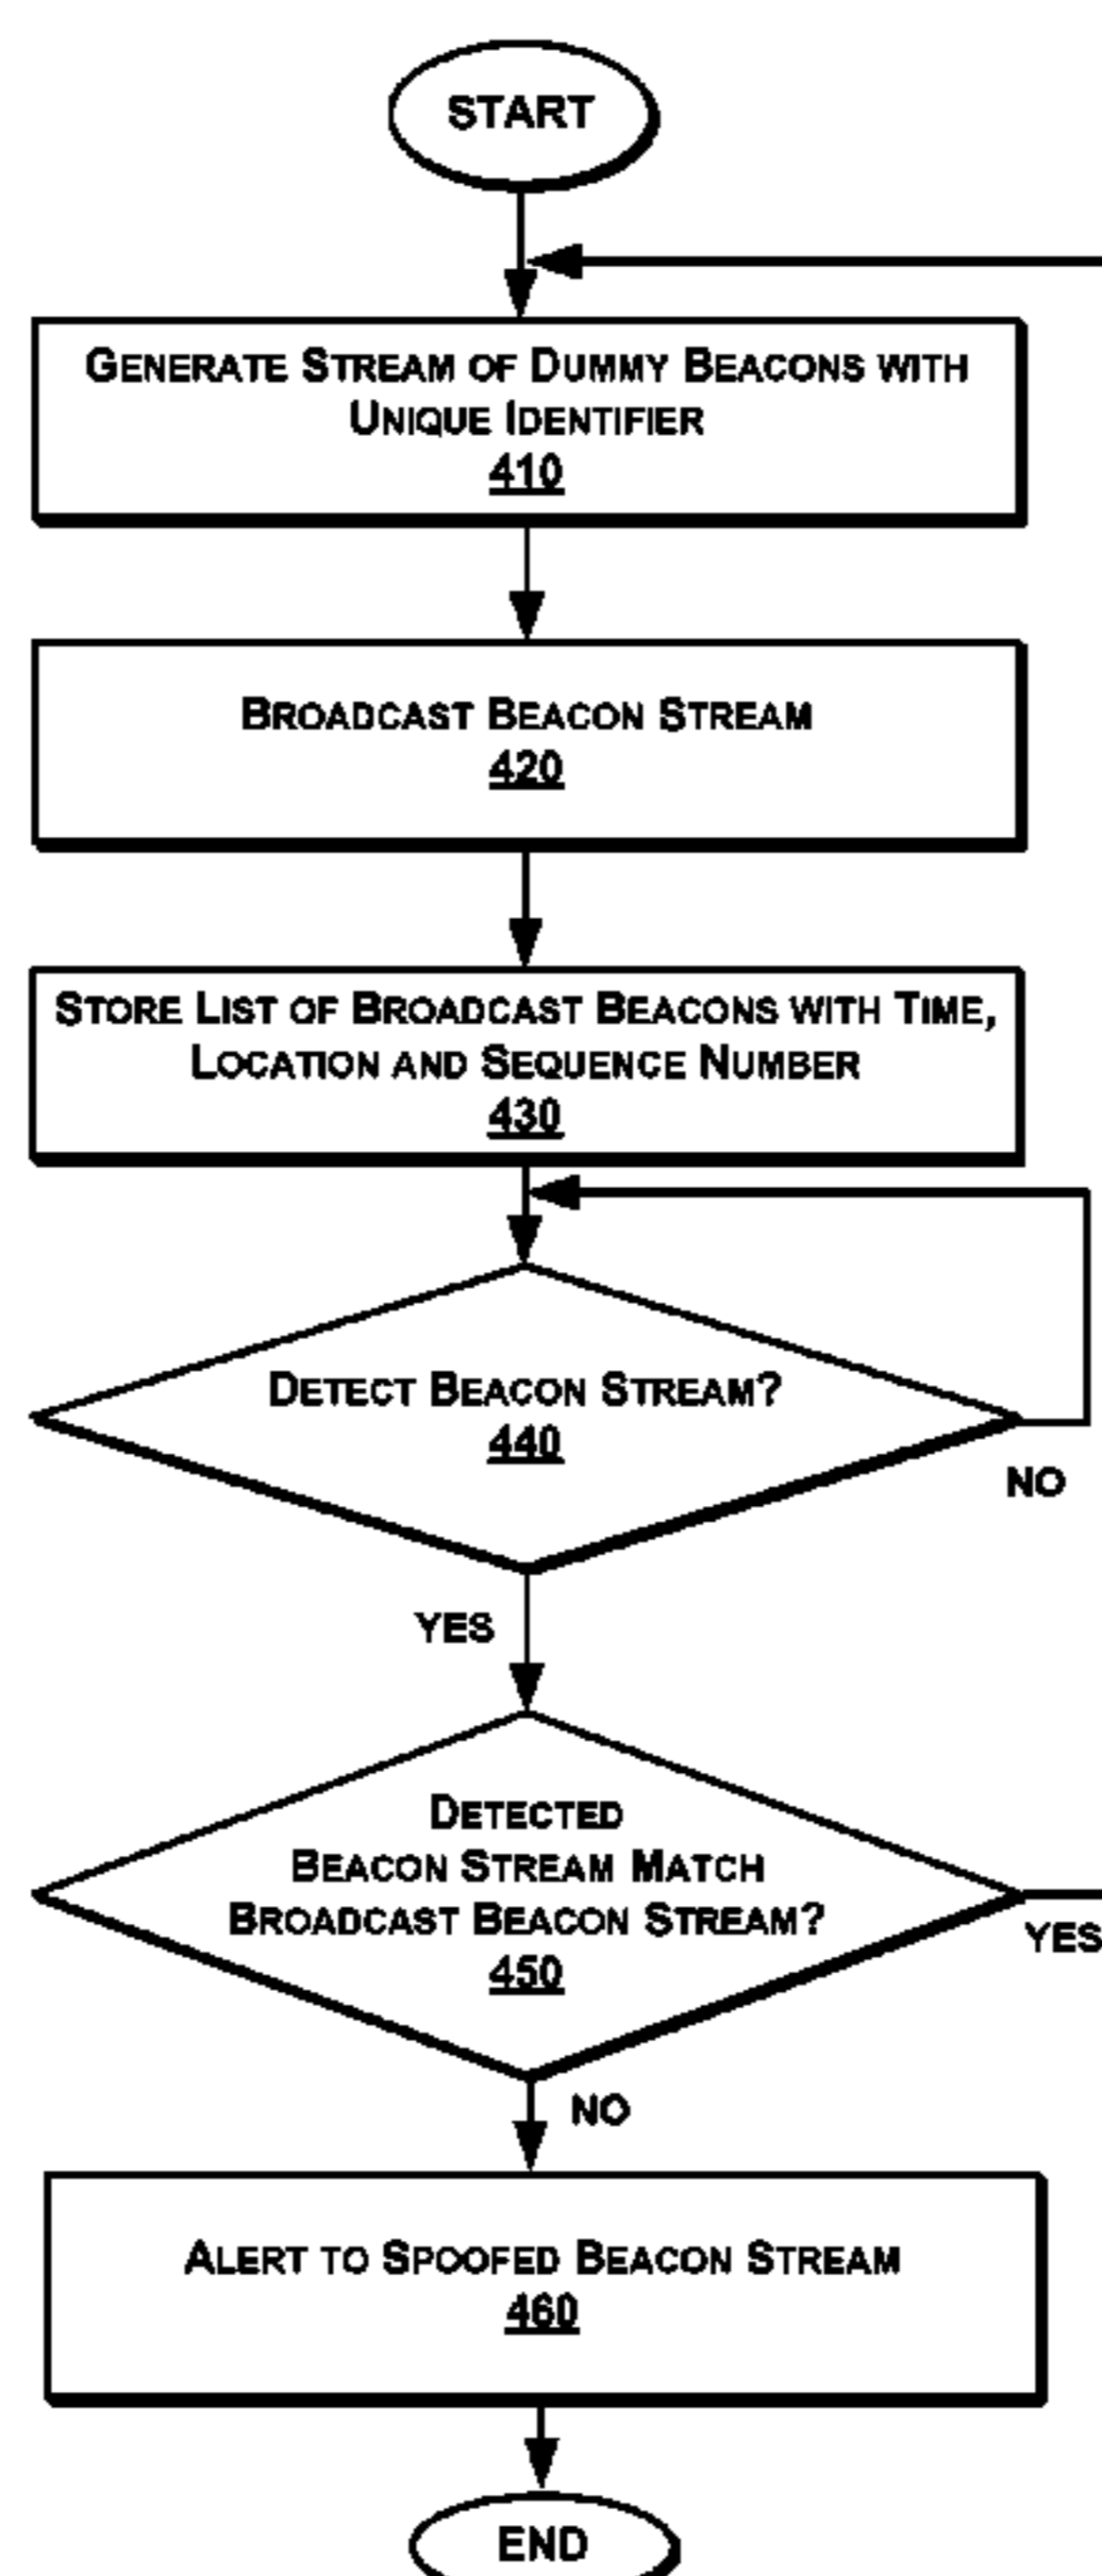 START
GENERATE STREAM OF DUMMY BEACONS WITH
UNIQUE IDENTIFIER
410
BROADCAST BEACON STREAM
420
STORE LIST OF BROADCAST BEACONS WITH TIME,
LOCATION AND SEQUENCE NUMBER
430
DETECT BEACON STREAM?
440
NO
YES
DETECTED
BEACON STREAM MATCH
BROADCAST BEACON STREAM?
450
YES
NO
ALERT TO SPOOFED BEACON STREAM
460
END